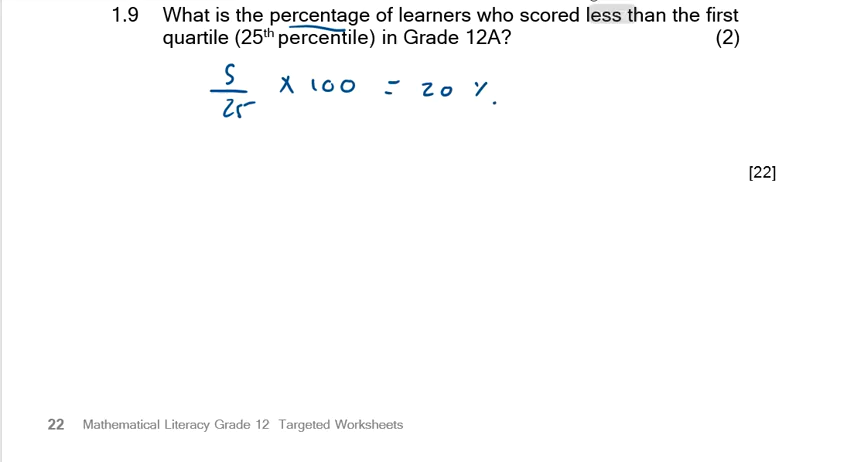 1.9 What is the percentage of learners who scored less than the first
quartile (25th percentile) in Grade 12A? (2)
5/25 × 100 = 20 %.
[22]
22 Mathematical Literacy Grade 12 Targeted Worksheets